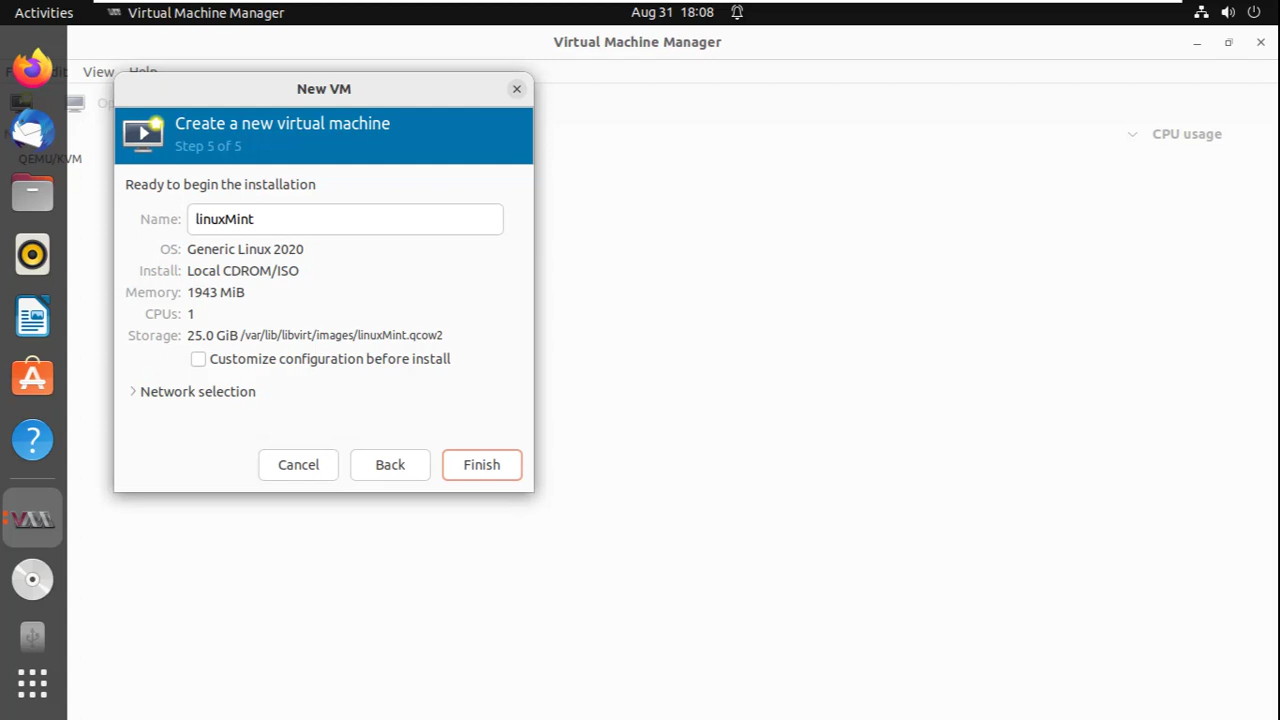 Activities Virtual Machine Manager Aug 31 18:08
Virtual Machine Manager
View Help
QEMU/KVM
CPU usage
New VM
Create a new virtual machine
Step 5 of 5
Ready to begin the installation
Name: linuxMint
OS: Generic Linux 2020
Install: Local CDROM/ISO
Memory: 1943 MiB
CPUs: 1
Storage: 25.0 GiB /var/lib/libvirt/images/linuxMint.qcow2
Customize configuration before install
Network selection
Cancel Back Finish